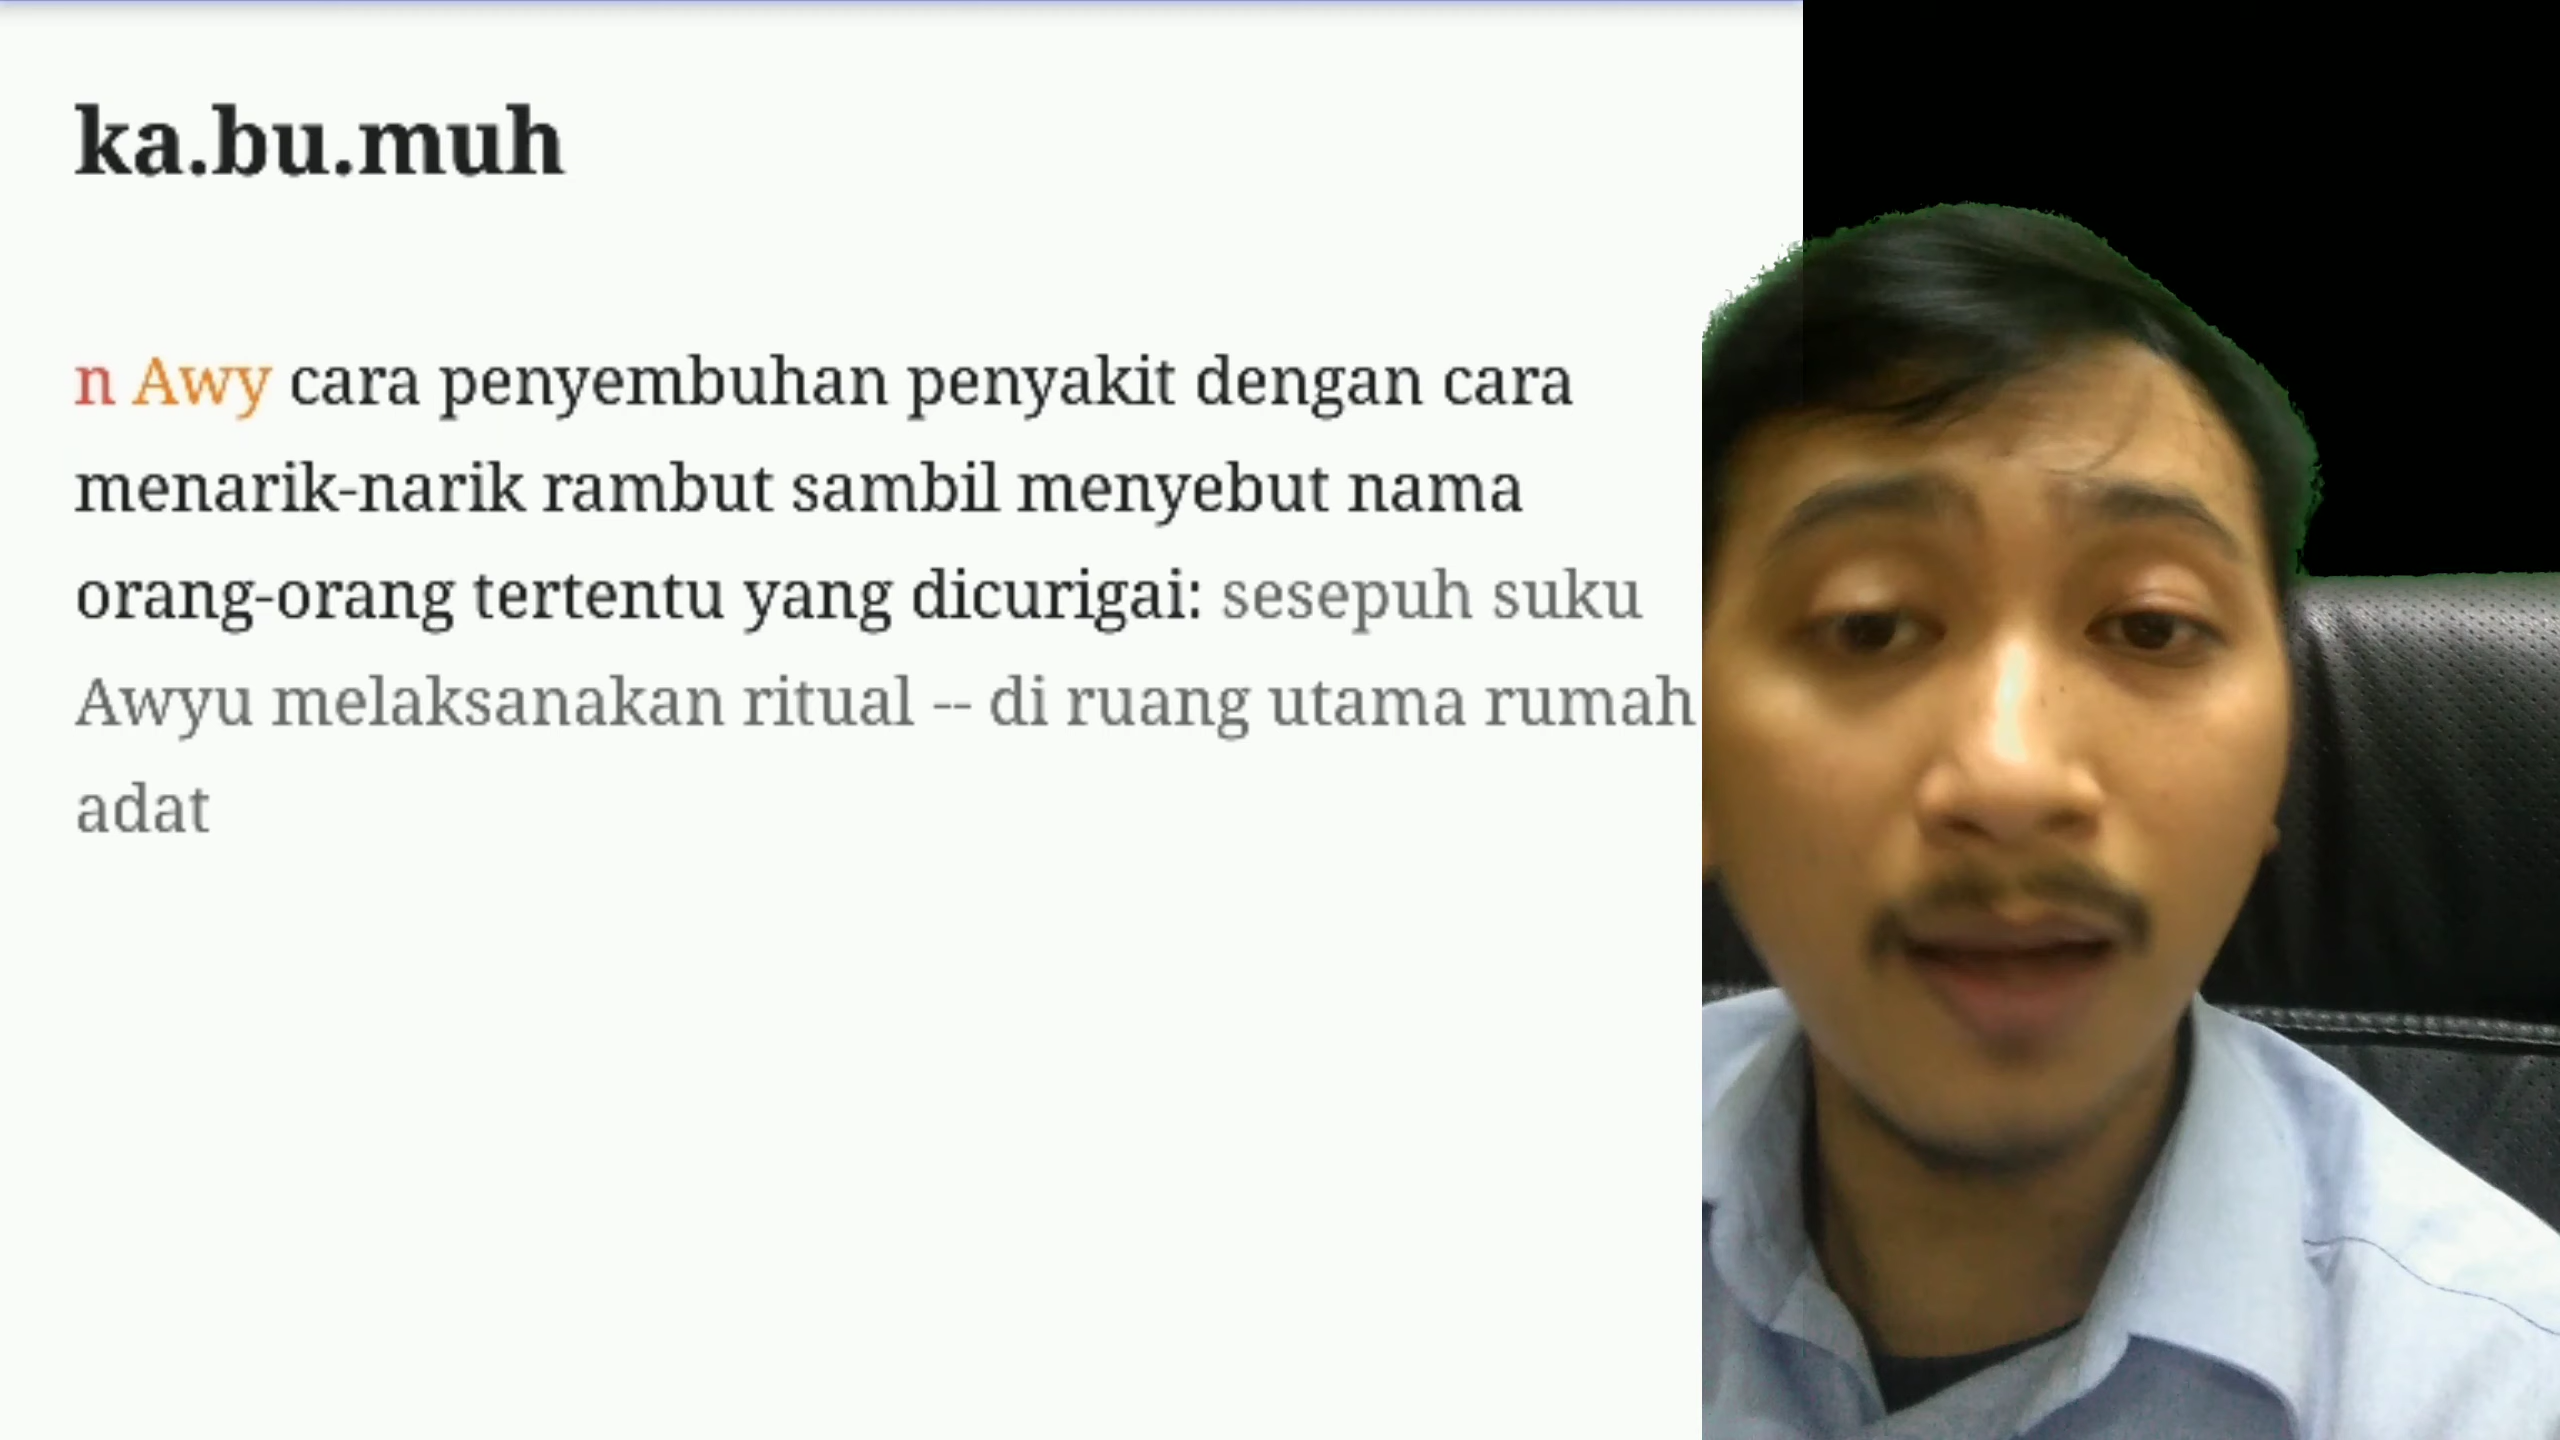 ka.bu.muh
n Awy cara penyembuhan penyakit dengan cara
menarik-narik rambut sambil menyebut nama
orang-orang tertentu yang dicurigai: sesepuh suku
Awyu melaksanakan ritual -- di ruang utama rumah
adat